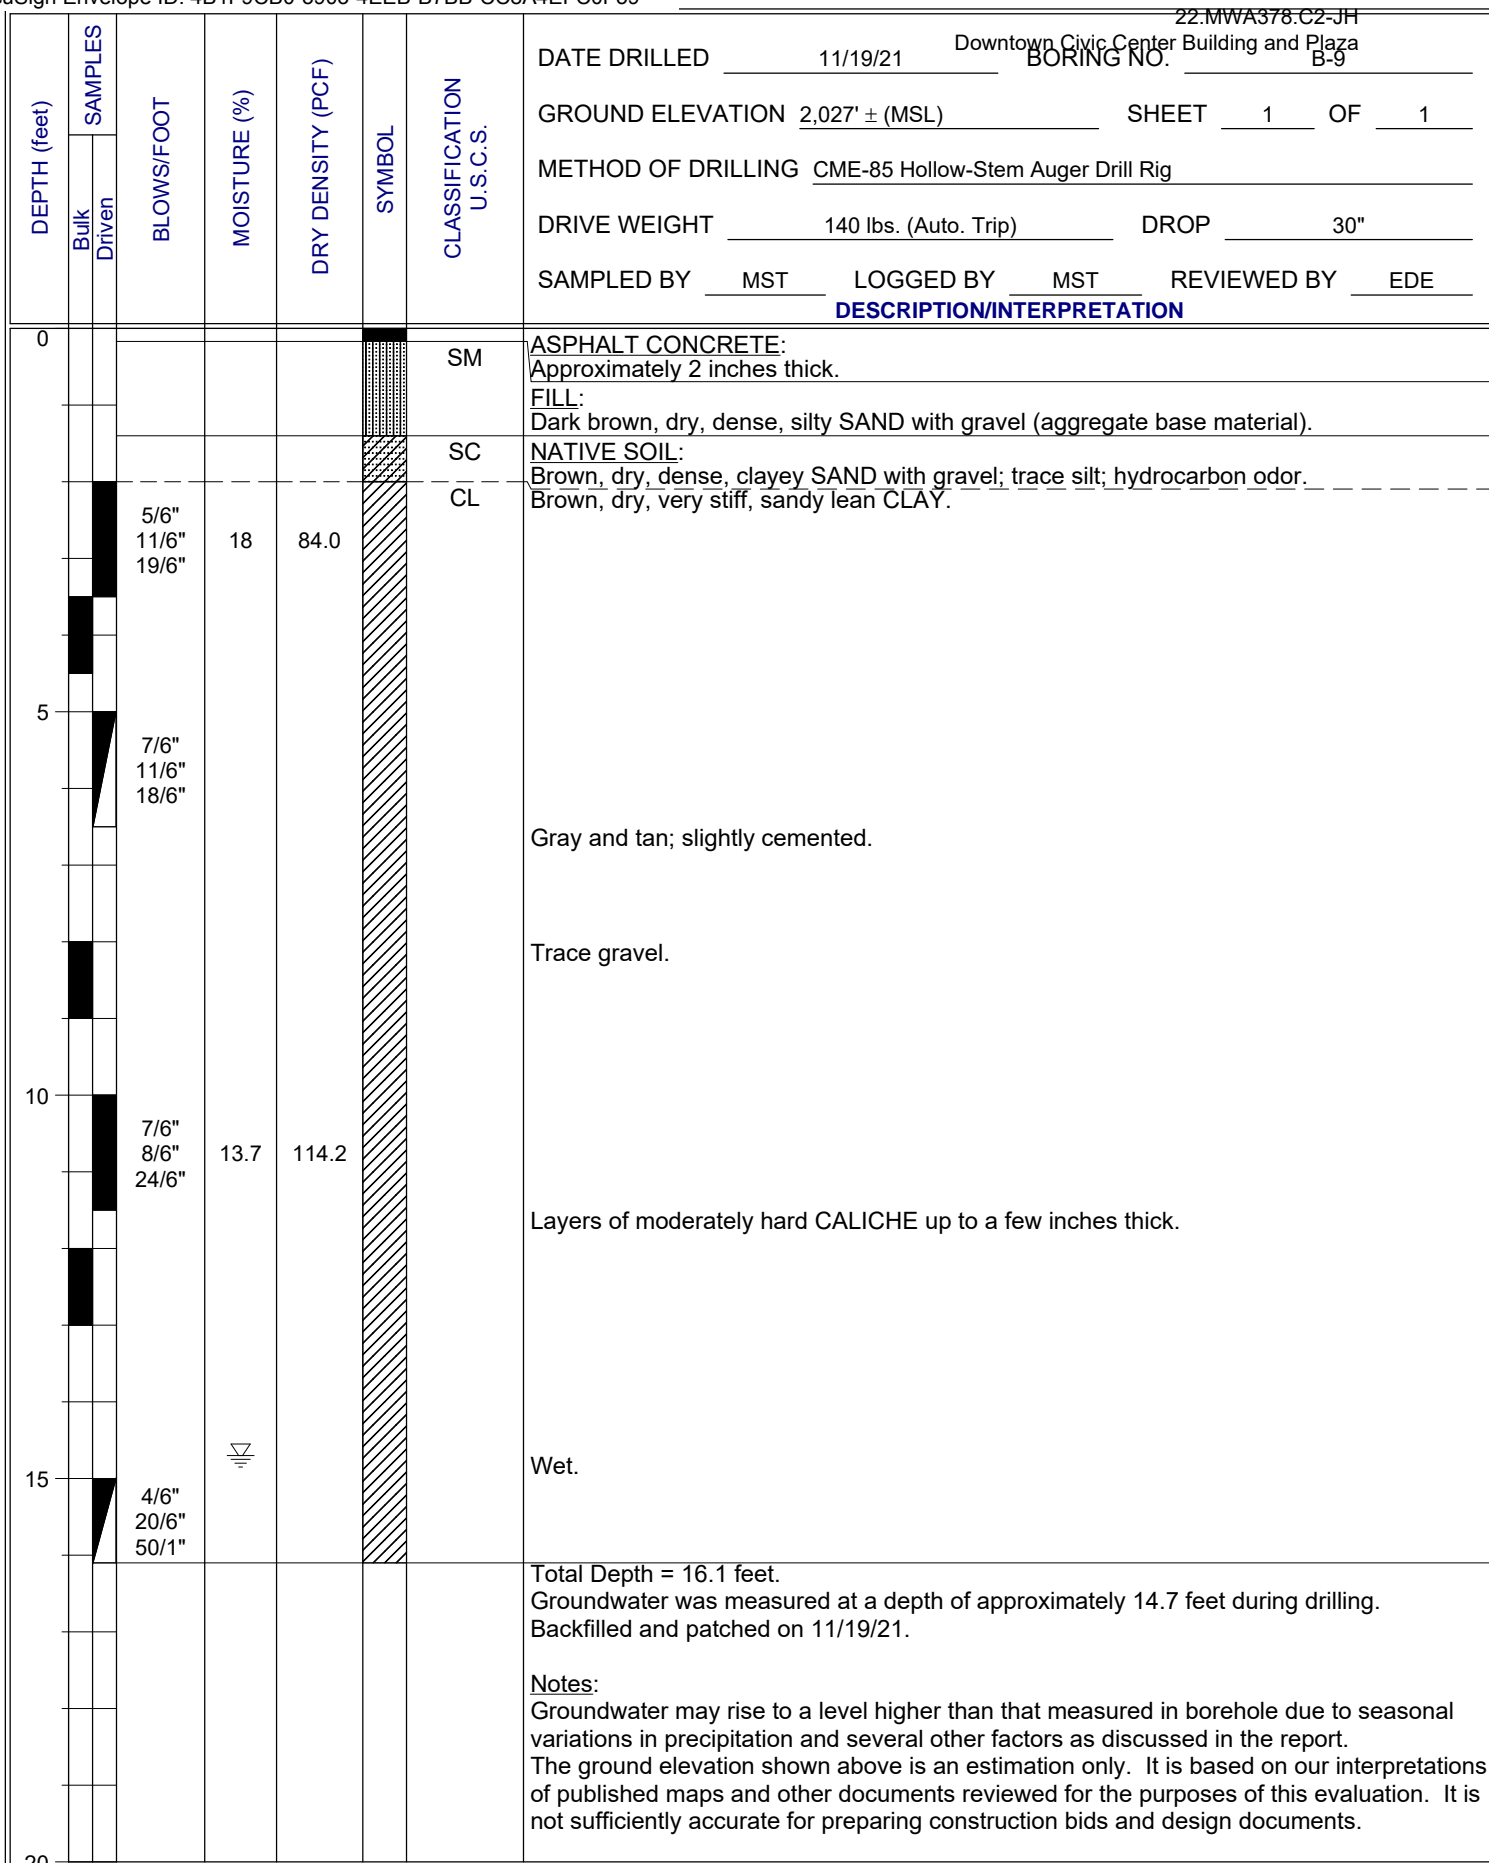 22.MWA378.C2-JH
Downtown Civic Center Building and Plaza
DEPTH (feet)
SAMPLES
Bulk
Driven
BLOWS/FOOT
MOISTURE (%)
DRY DENSITY (PCF)
SYMBOL
CLASSIFICATION
U.S.C.S.
DATE DRILLED 11/19/21 BORING NO. B-9
GROUND ELEVATION 2,027' ± (MSL) SHEET 1 OF 1
METHOD OF DRILLING CME-85 Hollow-Stem Auger Drill Rig
DRIVE WEIGHT 140 lbs. (Auto. Trip) DROP 30"
SAMPLED BY MST LOGGED BY MST REVIEWED BY EDE
DESCRIPTION/INTERPRETATION
0
SM
ASPHALT CONCRETE:
Approximately 2 inches thick.
FILL:
Dark brown, dry, dense, silty SAND with gravel (aggregate base material).
SC
NATIVE SOIL:
Brown, dry, dense, clayey SAND with gravel; trace silt; hydrocarbon odor.
CL
Brown, dry, very stiff, sandy lean CLAY.
5/6"
11/6" 18 84.0
19/6"
5
7/6"
11/6"
18/6"
Gray and tan; slightly cemented.
Trace gravel.
10
7/6"
8/6" 13.7 114.2
24/6"
Layers of moderately hard CALICHE up to a few inches thick.
Wet.
15
4/6"
20/6"
50/1"
Total Depth = 16.1 feet.
Groundwater was measured at a depth of approximately 14.7 feet during drilling.
Backfilled and patched on 11/19/21.
Notes:
Groundwater may rise to a level higher than that measured in borehole due to seasonal
variations in precipitation and several other factors as discussed in the report.
The ground elevation shown above is an estimation only. It is based on our interpretations
of published maps and other documents reviewed for the purposes of this evaluation. It is
not sufficiently accurate for preparing construction bids and design documents.
20